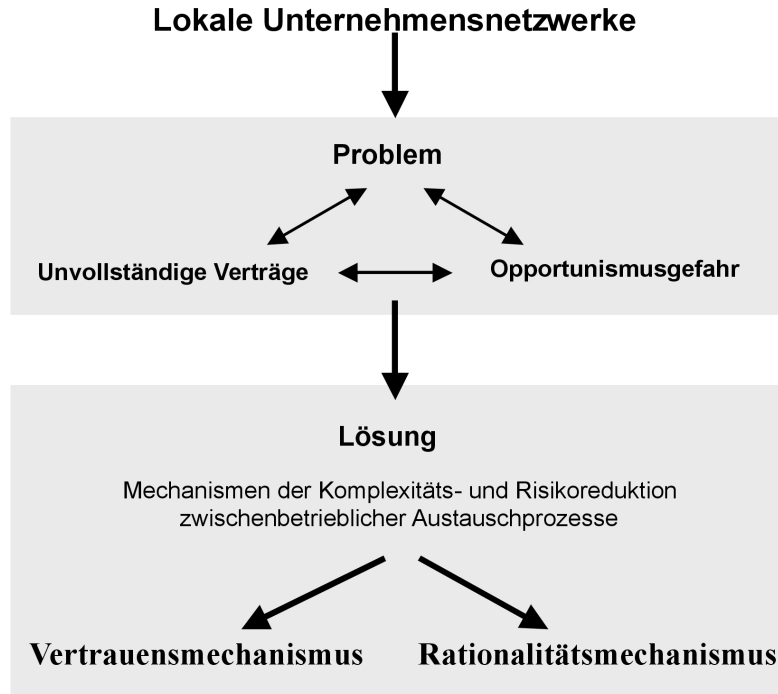 Lokale Unternehmensnetzwerke
Problem
Unvollständige Verträge
Opportunismusgefahr
Lösung
Mechanismen der Komplexitäts- und Risikoreduktion
zwischenbetrieblicher Austauschprozesse
Vertrauensmechanismus
Rationalitätsmechanismus